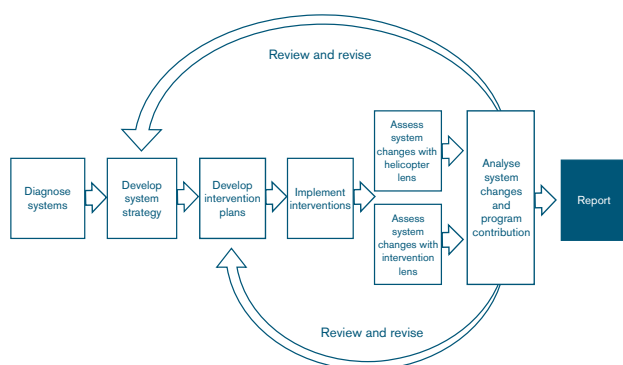 Review and revise
Diagnose
systems
Develop
system
strategy
Develop
intervention
plans
Implement
interventions
Assess
system
changes with
helicopter
lens
Assess
system
changes with
intervention
lens
Analyse
system
changes
and
program
contribution
Report
Review and revise